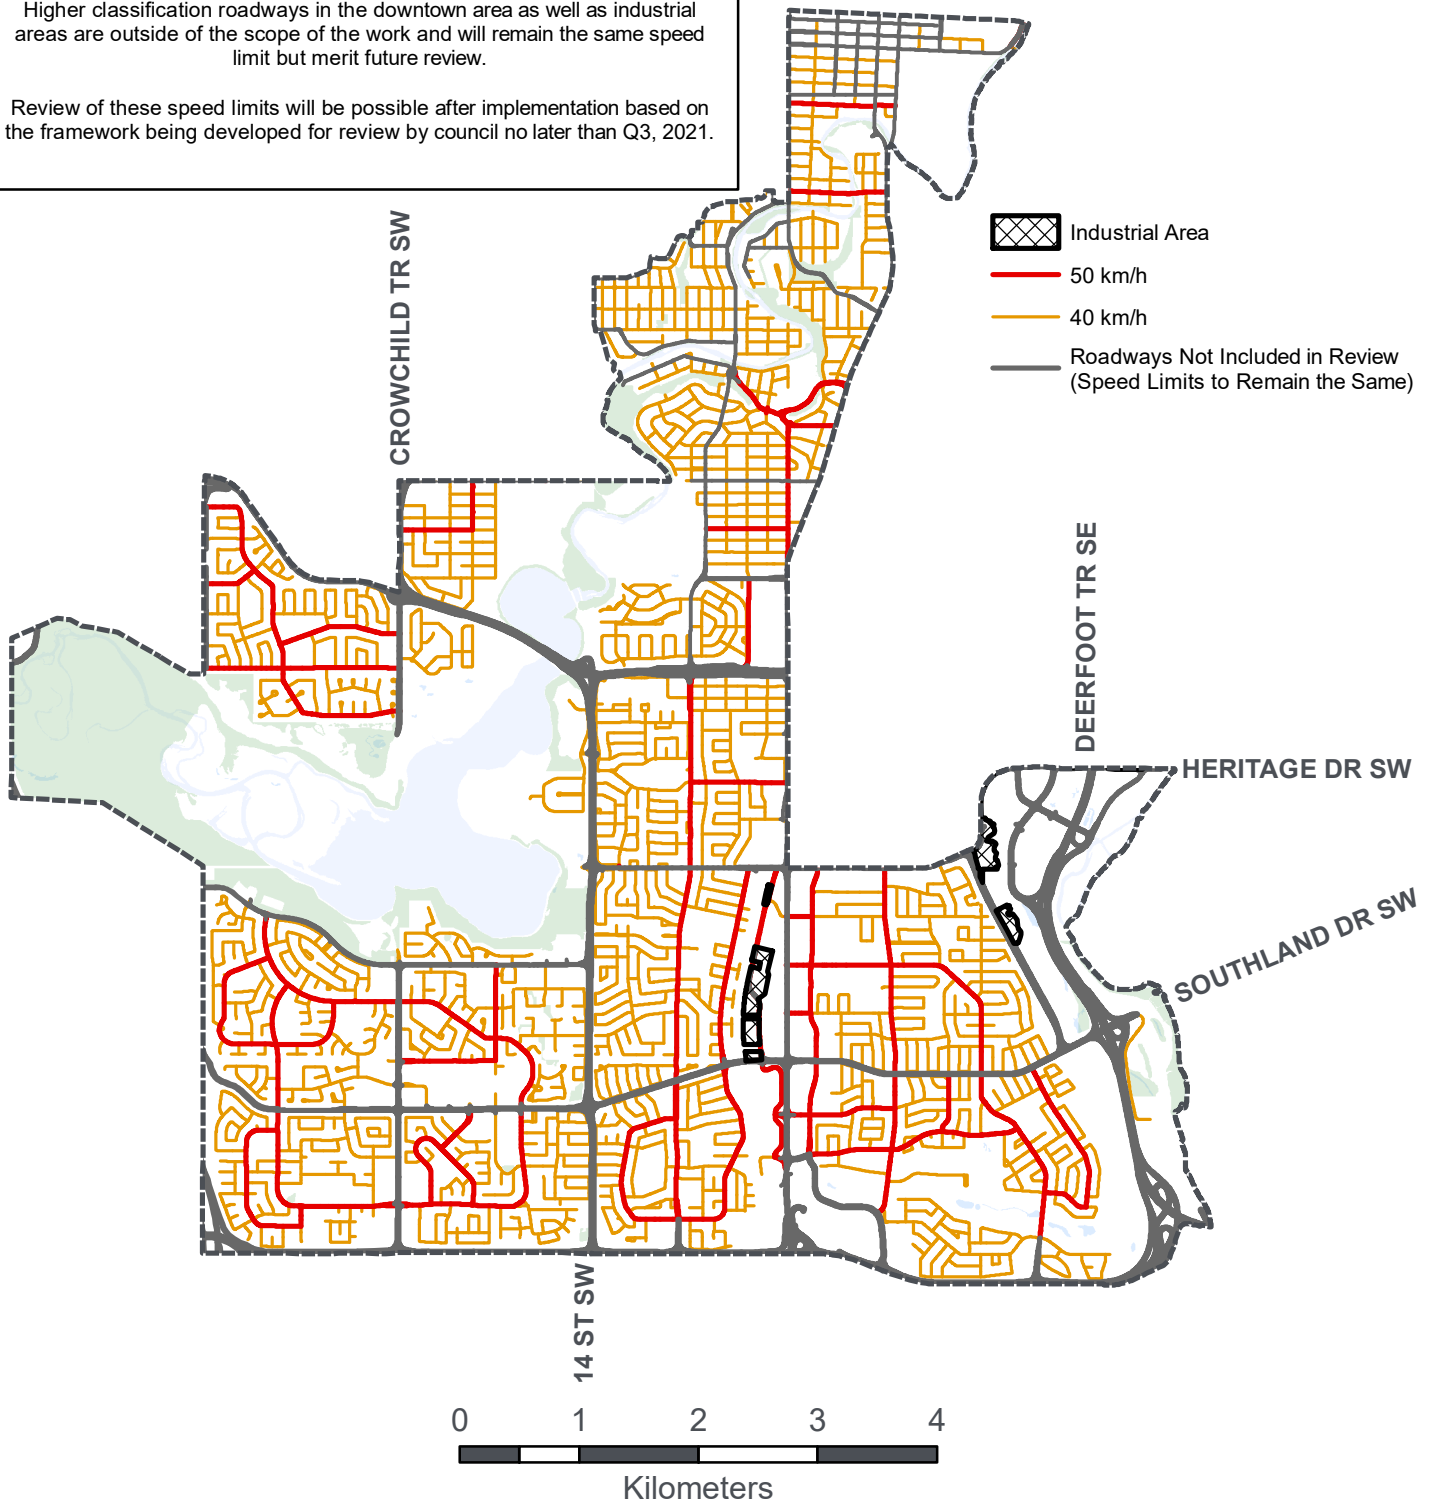 Higher classification roadways in the downtown area as well as industrial
areas are outside of the scope of the work and will remain the same speed
limit but merit future review.
Review of these speed limits will be possible after implementation based on
the framework being developed for review by council no later than Q3, 2021.
Industrial Area
50 km/h
40 km/h
Roadways Not Included in Review
(Speed Limits to Remain the Same)
CROWCHILD TR SW
DEERFOOT TR SE
HERITAGE DR SW
SOUTHLAND DR SW
14 ST SW
0 1 2 3 4
Kilometers